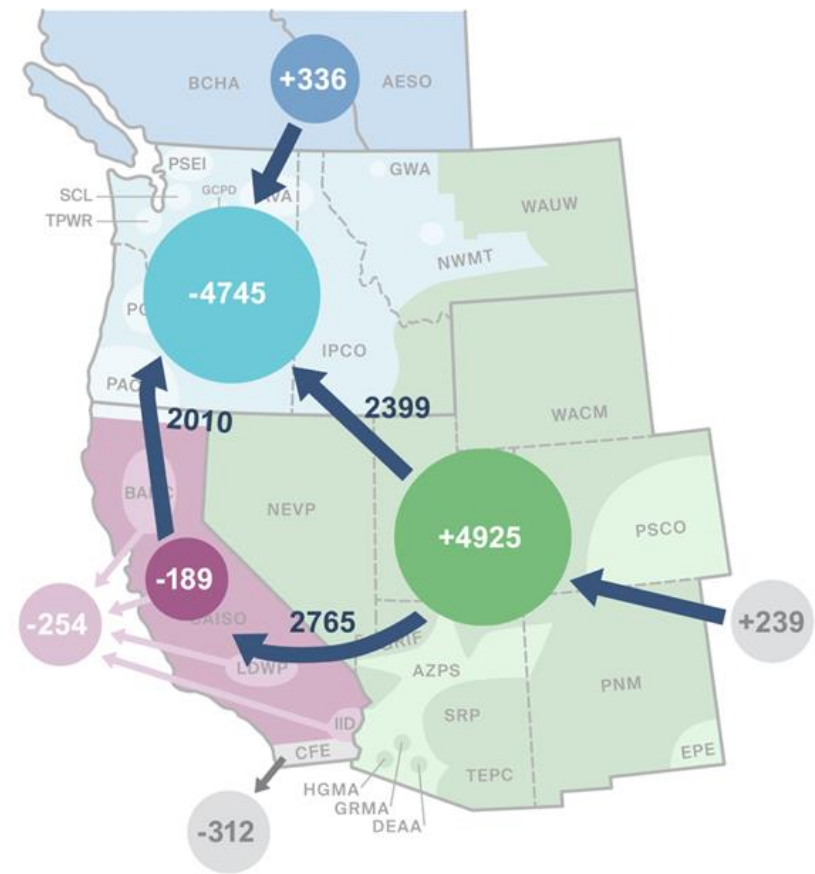 BCHA
+336
AESO
PSEI
GWA
SCL
GCPD
WAUW
TPWR
NWMT
-4745
IPCO
2399
2010
WACM
NEVP
+4925
PSCO
-189
-254
2765
+239
AZPS
LDWP
PNM
SRP
IID
CFE
EPE
TEPC
HGMA
GRMA
DEAA
-312